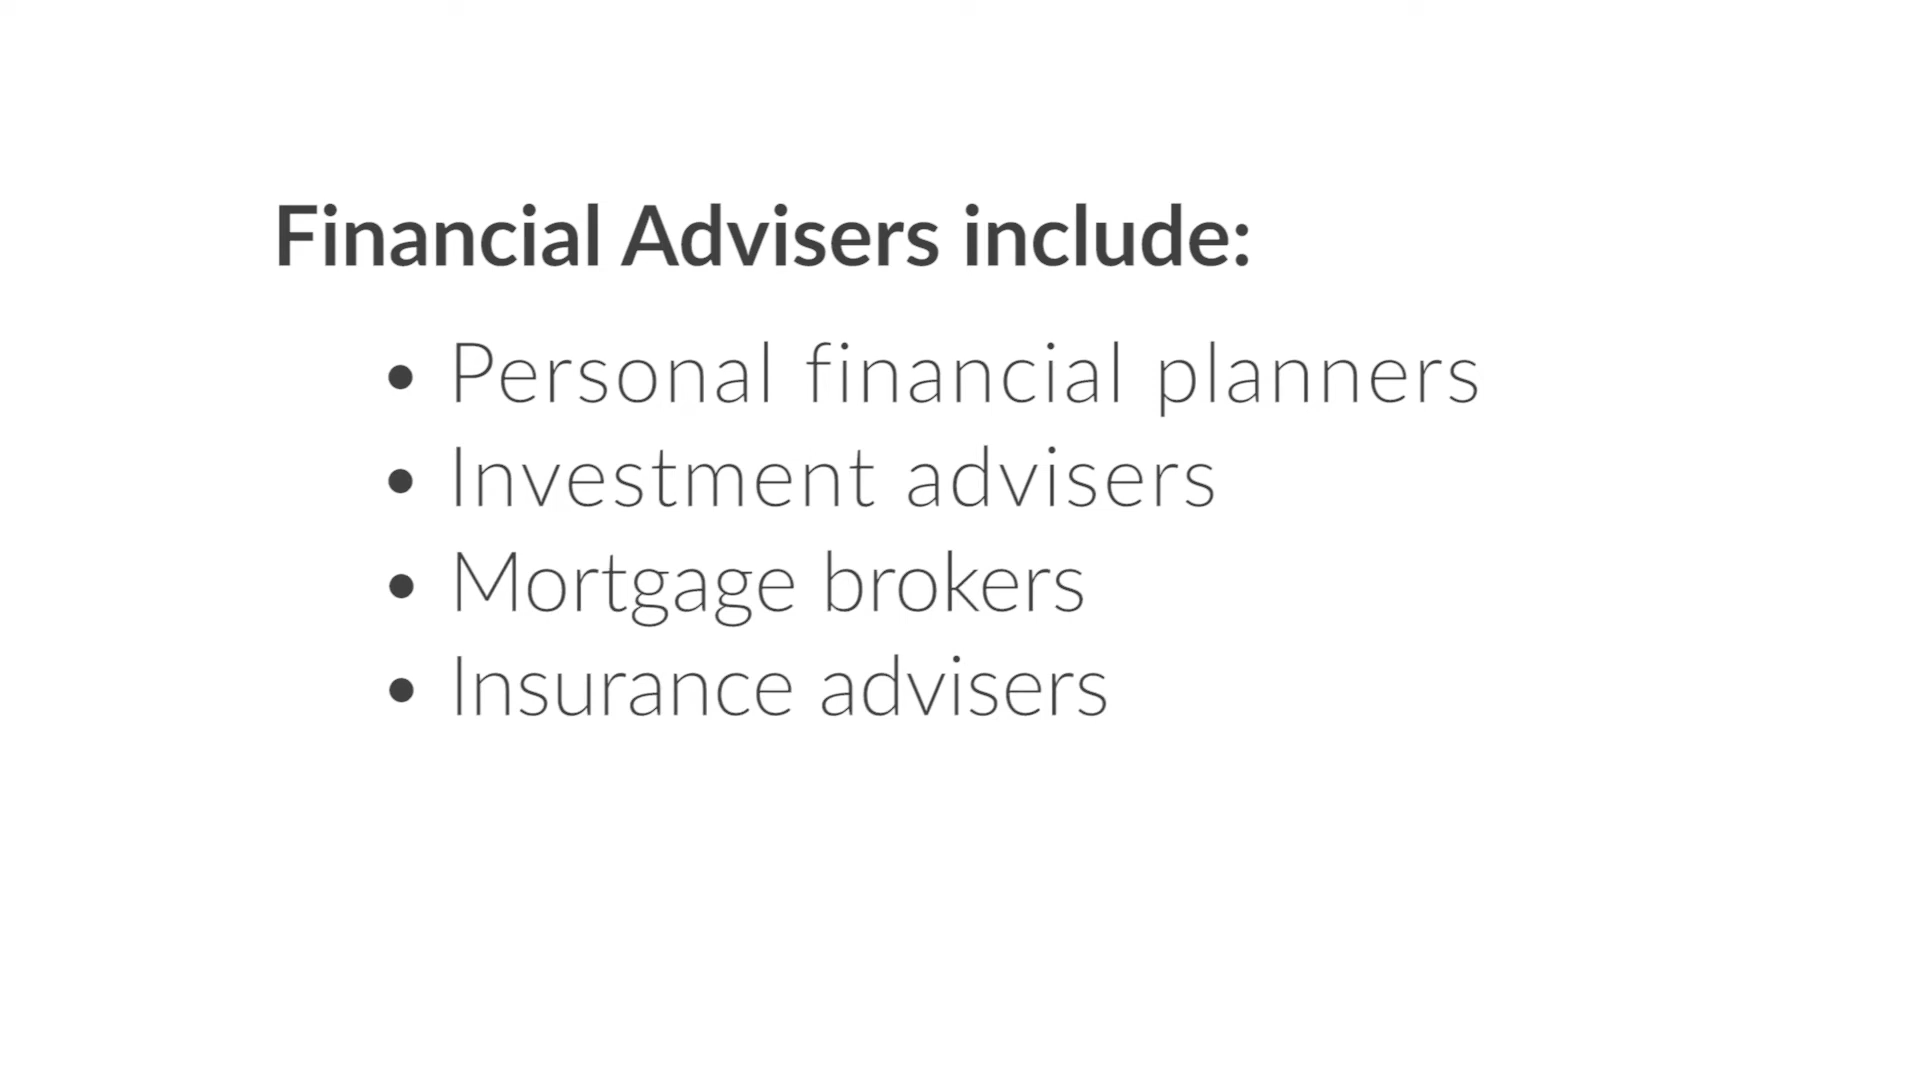 Financial Advisers include:
• Personal financial planners
• Investment advisers
• Mortgage brokers
• Insurance advisers